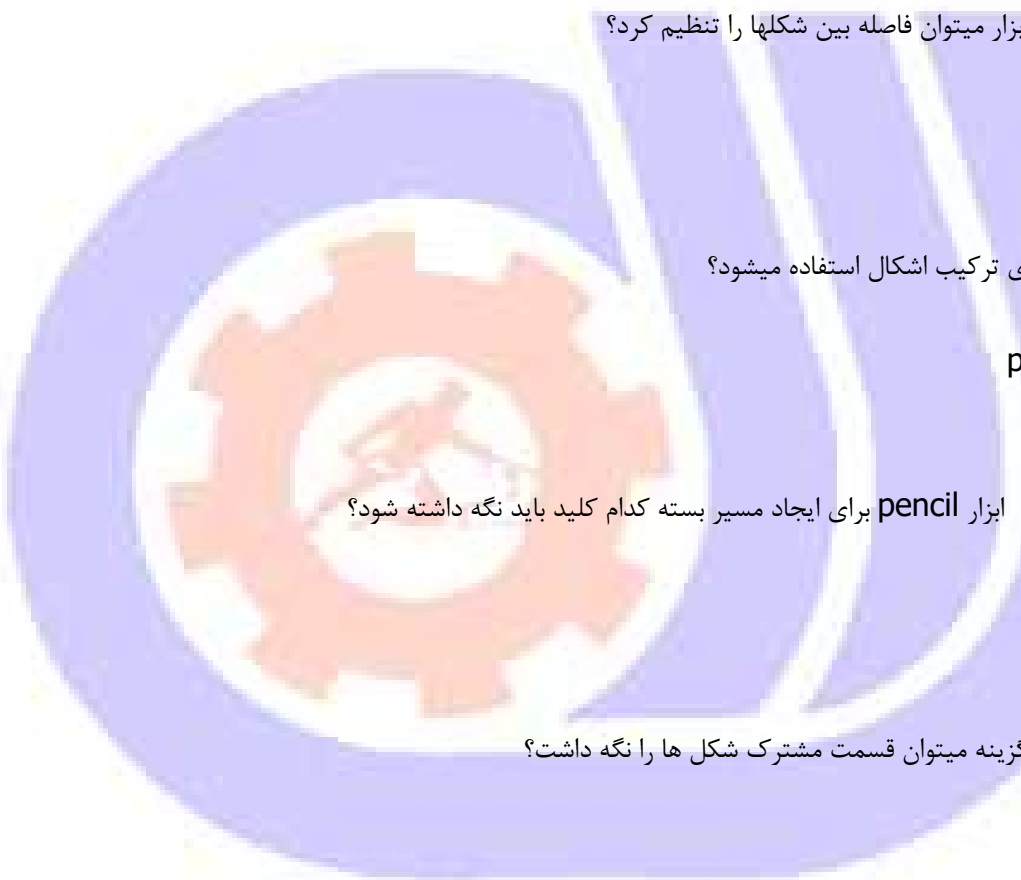 میتوان فاصله بین شکلها را تنظیم کرد؟
ترکیب اشکال استفاده میشود؟
p
ابزار pencil برای ایجاد مسیر بسته کدام کلید باید نگه داشته شود؟
گزینه میتوان قسمت مشترک شکل ها را نگه داشت؟